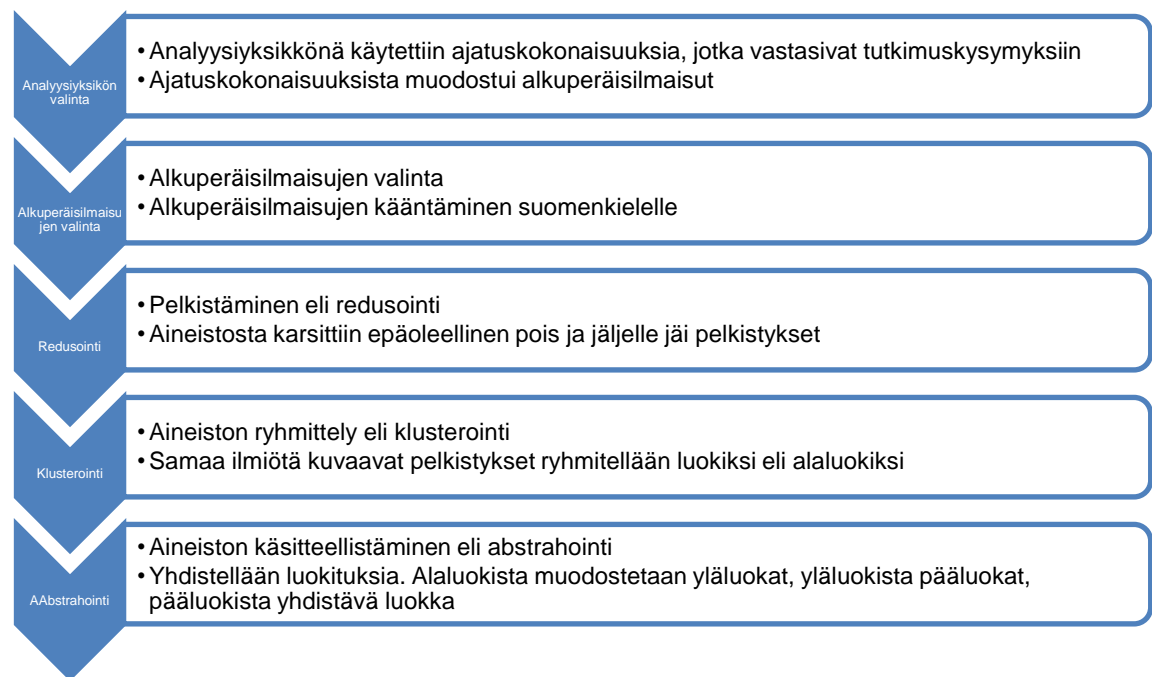 Analyysiyksikön
valinta
• Analyysiyksikkönä käytettiin ajatuskokonaisuuksia, jotka vastasivat tutkimuskysymyksiin
• Ajatuskokonaisuuksista muodostui alkuperäisilmaisut
Alkuperäisilmaisu
jen valinta
• Alkuperäisilmaisujen valinta
• Alkuperäisilmaisujen kääntäminen suomenkielelle
Redusointi
• Pelkistäminen eli redusointi
• Aineistosta karsittiin epäoleellinen pois ja jäljelle jäi pelkistykset
Klusterointi
• Aineiston ryhmittely eli klusterointi
• Samaa ilmiötä kuvaavat pelkistykset ryhmitellään luokiksi eli alaluokiksi
AAbstrahointi
• Aineiston käsitteellistäminen eli abstrahointi
• Yhdistellään luokituksia. Alaluokista muodostetaan yläluokat, yläluokista pääluokat,
pääluokista yhdistävä luokka